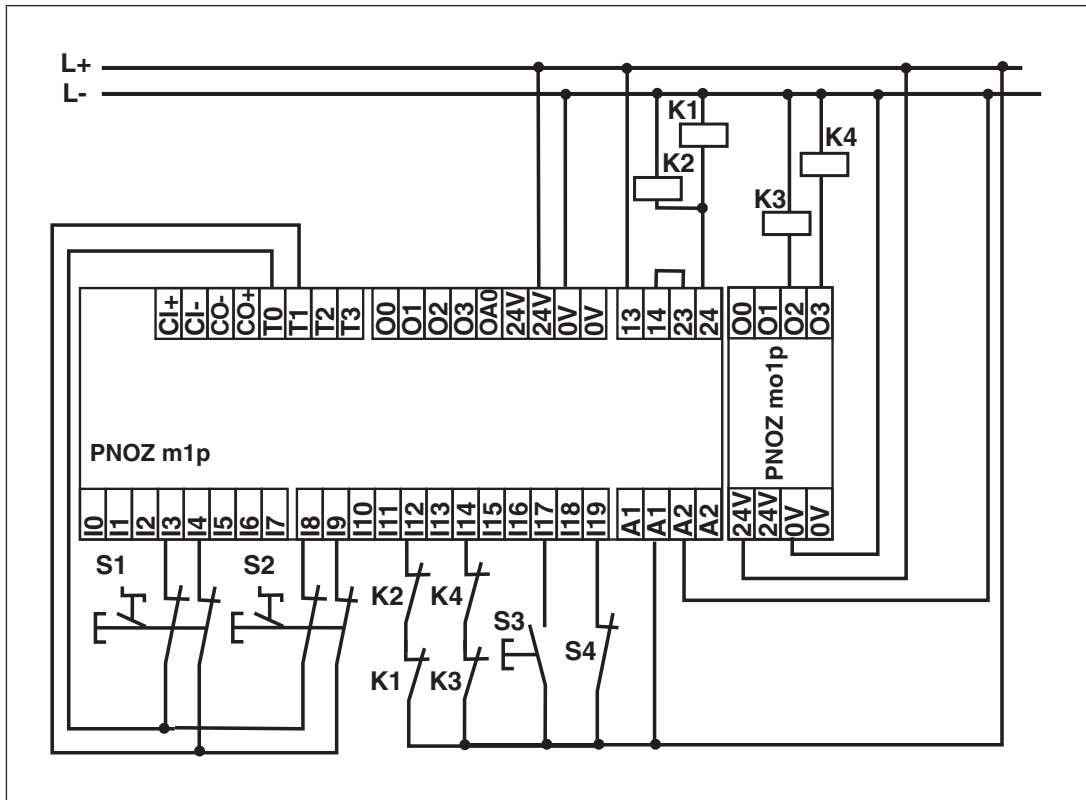 L+
L-
K1
K2
K4
K3
CI+ CI- CO- CO+ T0 T1 T2 T3 O0 O1 O2 O3 OA0 24V 24V 0V 0V 13 14 23 24 O0 O1 O2 O3
PNOZ m1p
PNOZ mo1p
I0 I1 I2 I3 I4 I5 I6 I7 I8 I9 I10 I11 I12 I13 I14 I15 I16 I17 I18 I19 A1 A1 A2 A2 24V 24V 0V 0V
S1 S2
K2 K4
S3
S4
K1 K3